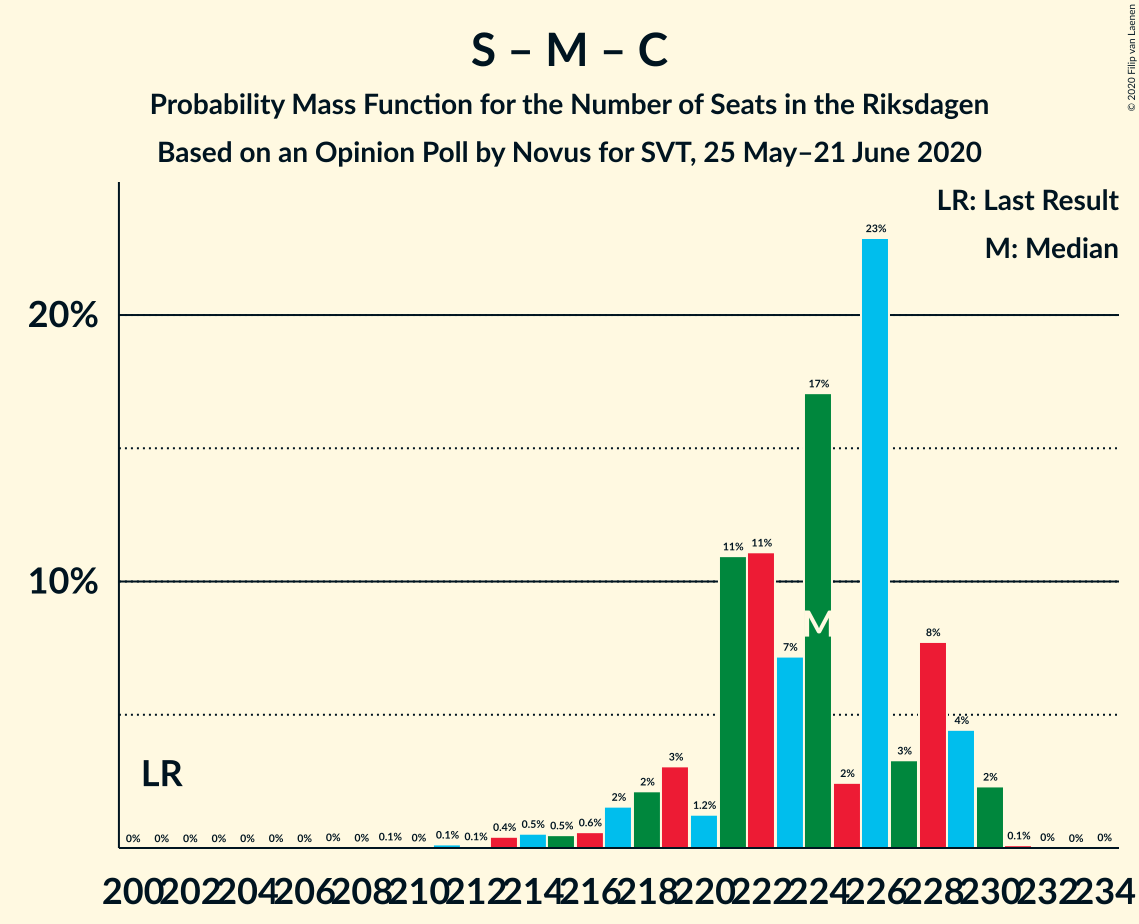 S – M – C
Probability Mass Function for the Number of Seats in the Riksdagen
Based on an Opinion Poll by Novus for SVT, 25 May–21 June 2020
© 2020 Filip van Laenen
LR: Last Result
M: Median
20%
10%
LR
M
0% 0% 0% 0% 0% 0% 0% 0% 0% 0.1% 0% 0.1% 0.1% 0.4% 0.5% 0.5% 0.6% 2% 2% 3% 1.2% 11% 11% 7% 17% 2% 23% 3% 8% 4% 2% 0.1% 0% 0% 0%
200 202 204 206 208 210 212 214 216 218 220 222 224 226 228 230 232 234